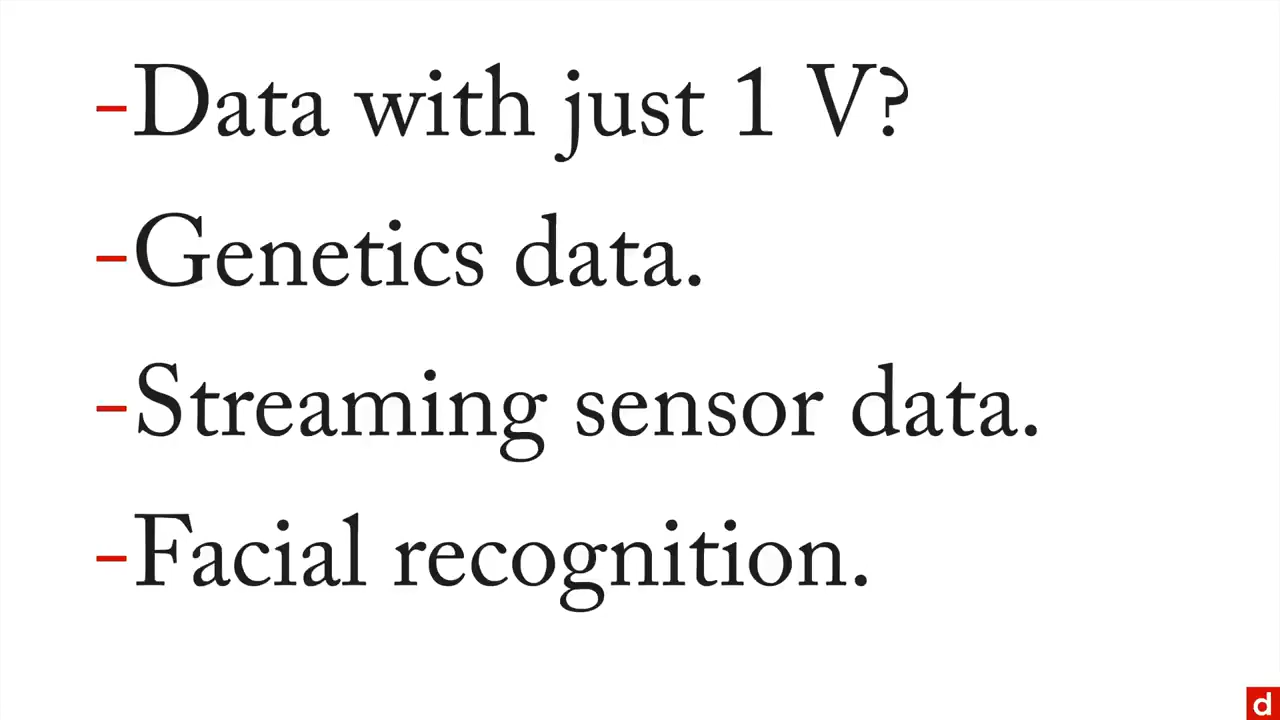 -Data with just 1 V?
-Genetics data.
-Streaming sensor data.
-Facial recognition.
d